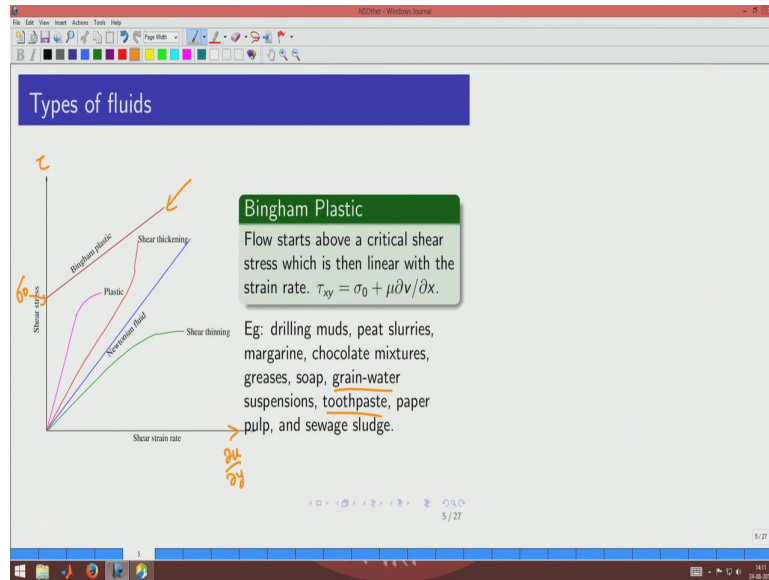 NSOther - Windows Journal
File Edit View Insert Actions Tools Help
Page Width
B I
Types of fluids
τ
σ₀
Shear stress
Bingham plastic
Shear thickening
Plastic
Newtonian fluid
Shear thinning
Shear strain rate
∂u/∂y
Bingham Plastic
Flow starts above a critical shear
stress which is then linear with the
strain rate. τxy = σ0 + μ∂v/∂x.
Eg: drilling muds, peat slurries,
margarine, chocolate mixtures,
greases, soap, grain-water
suspensions, toothpaste, paper
pulp, and sewage sludge.
5 / 27
5 / 27
5
14:11